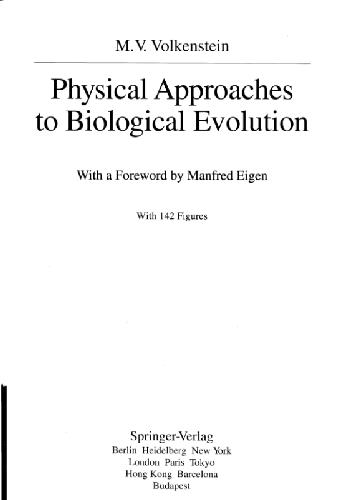 M. V. Volkenstein
Physical Approaches
to Biological Evolution
With a Foreword by Manfred Eigen
With 142 Figures
Springer-Verlag
Berlin Heidelberg New York
London Paris Tokyo
Hong Kong Barcelona
Budapest